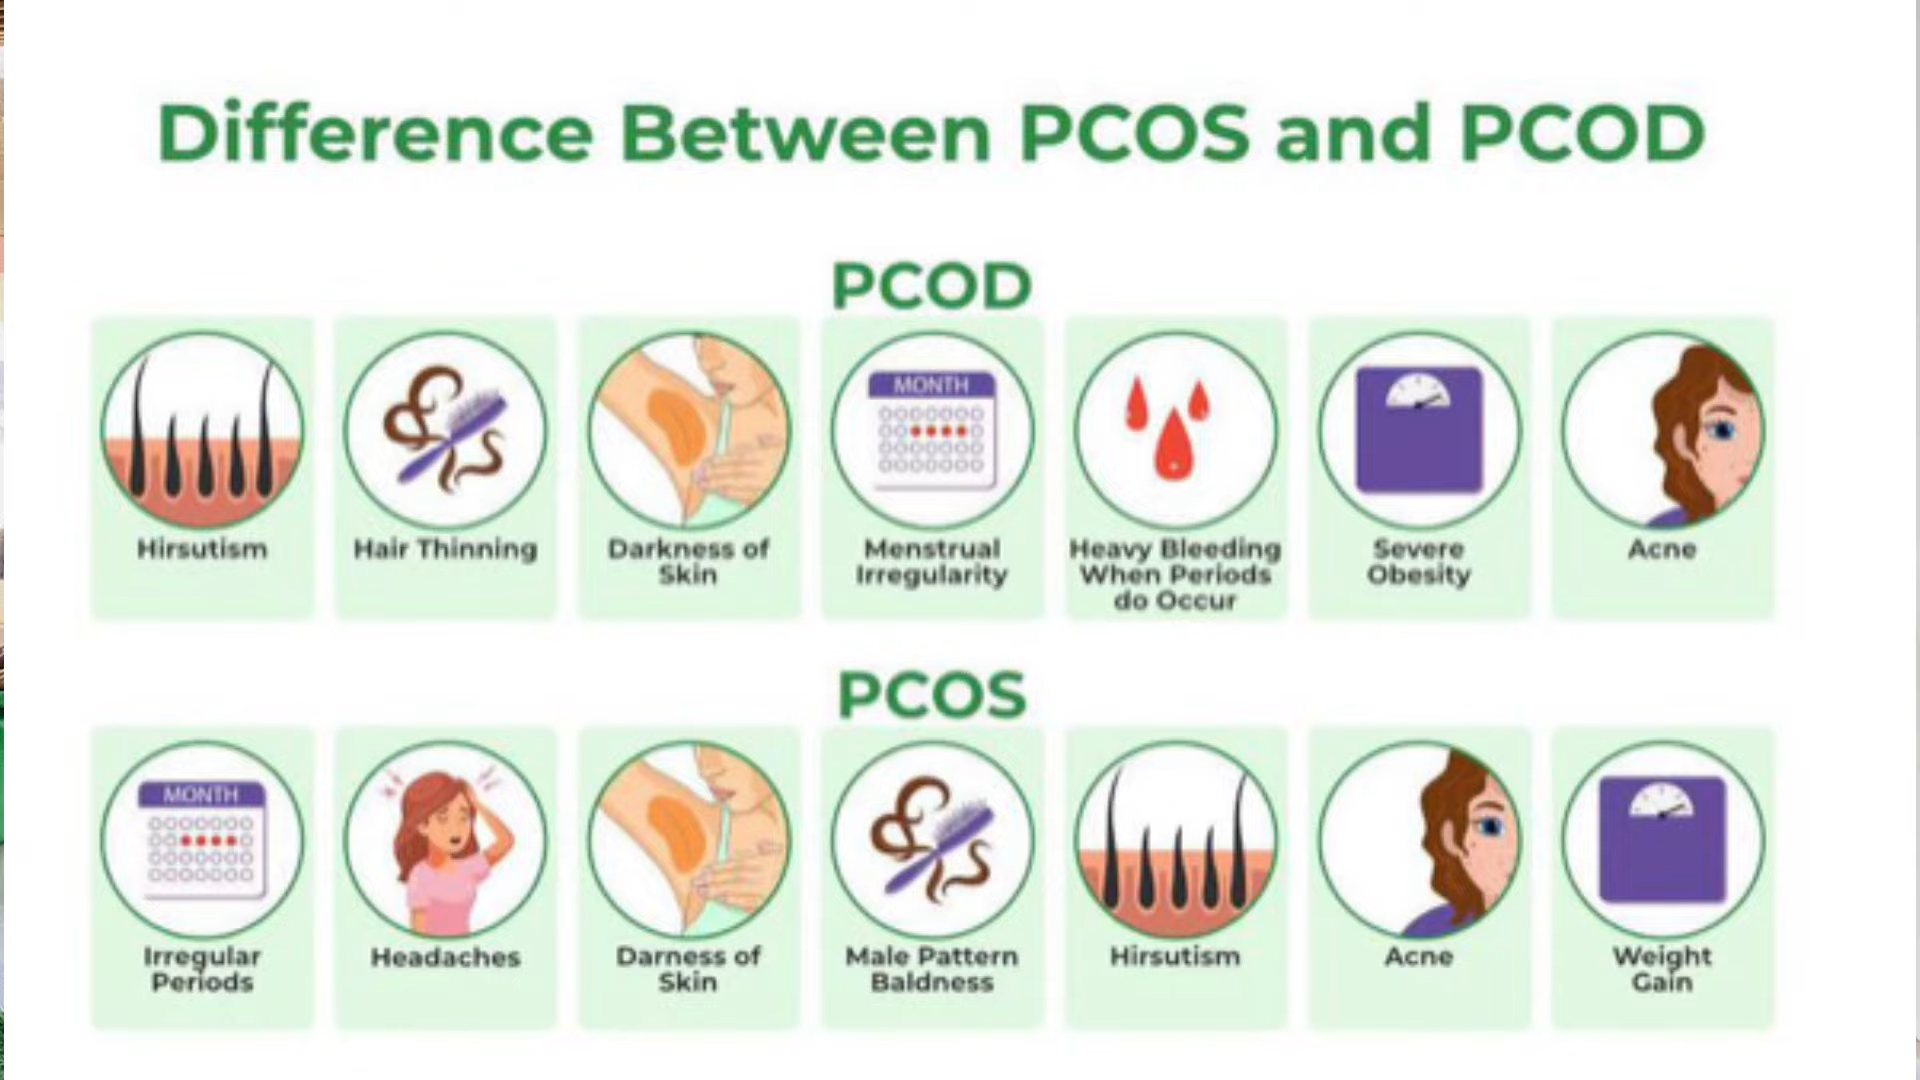 Difference Between PCOS and PCOD
PCOD
MONTH
Hirsutism
Hair Thinning
Darkness of
Skin
Menstrual
Irregularity
Heavy Bleeding
When Periods
do Occur
Severe
Obesity
Acne
PCOS
MONTH
Irregular
Periods
Headaches
Darness of
Skin
Male Pattern
Baldness
Hirsutism
Acne
Weight
Gain